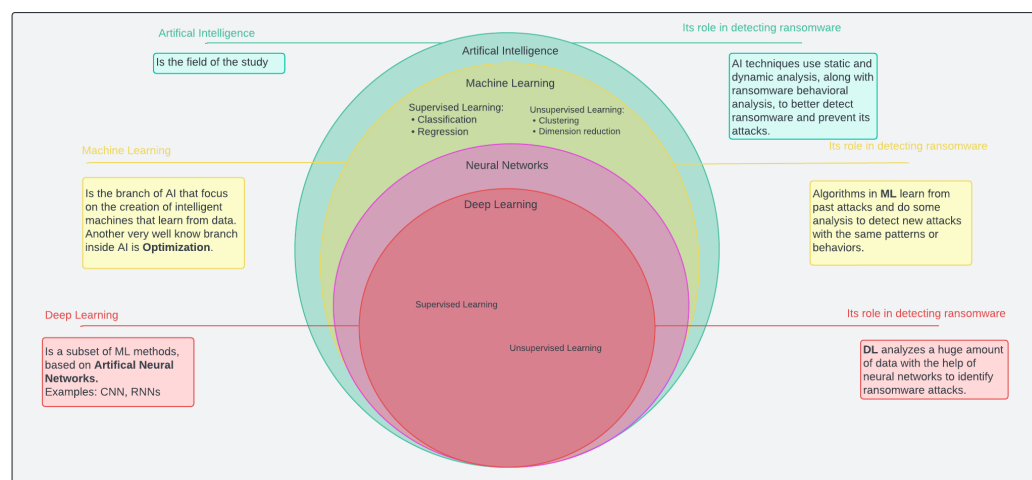 Artifical Intelligence
Is the field of the study
Machine Learning
Is the branch of AI that focus
on the creation of intelligent
machines that learn from data.
Another very well know branch
inside AI is Optimization.
Deep Learning
Is a subset of ML methods,
based on Artifical Neural
Networks.
Examples: CNN, RNNs
Artifical Intelligence
Machine Learning
Supervised Learning:
• Classification
• Regression
Unsupervised Learning:
• Clustering
• Dimension reduction
Neural Networks
Deep Learning
Supervised Learning
Unsupervised Learning
Its role in detecting ransomware
AI techniques use static and
dynamic analysis, along with
ransomware behavioral
analysis, to better detect
ransomware and prevent its
attacks.
Its role in detecting ransomware
Algorithms in ML learn from
past attacks and do some
analysis to detect new attacks
with the same patterns or
behaviors.
Its role in detecting ransomware
DL analyzes a huge amount
of data with the help of
neural networks to identify
ransomware attacks.